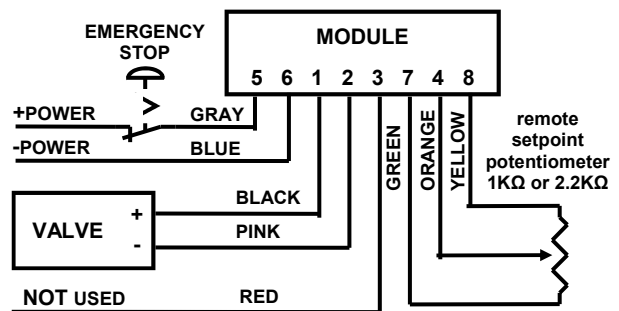 EMERGENCY
STOP
MODULE
5 6 1 2 3 7 4 8
+POWER
GRAY
-POWER
BLUE
GREEN
ORANGE
YELLOW
remote
setpoint
potentiometer
1KΩ or 2.2KΩ
BLACK
VALVE
+
-
PINK
NOT USED
RED